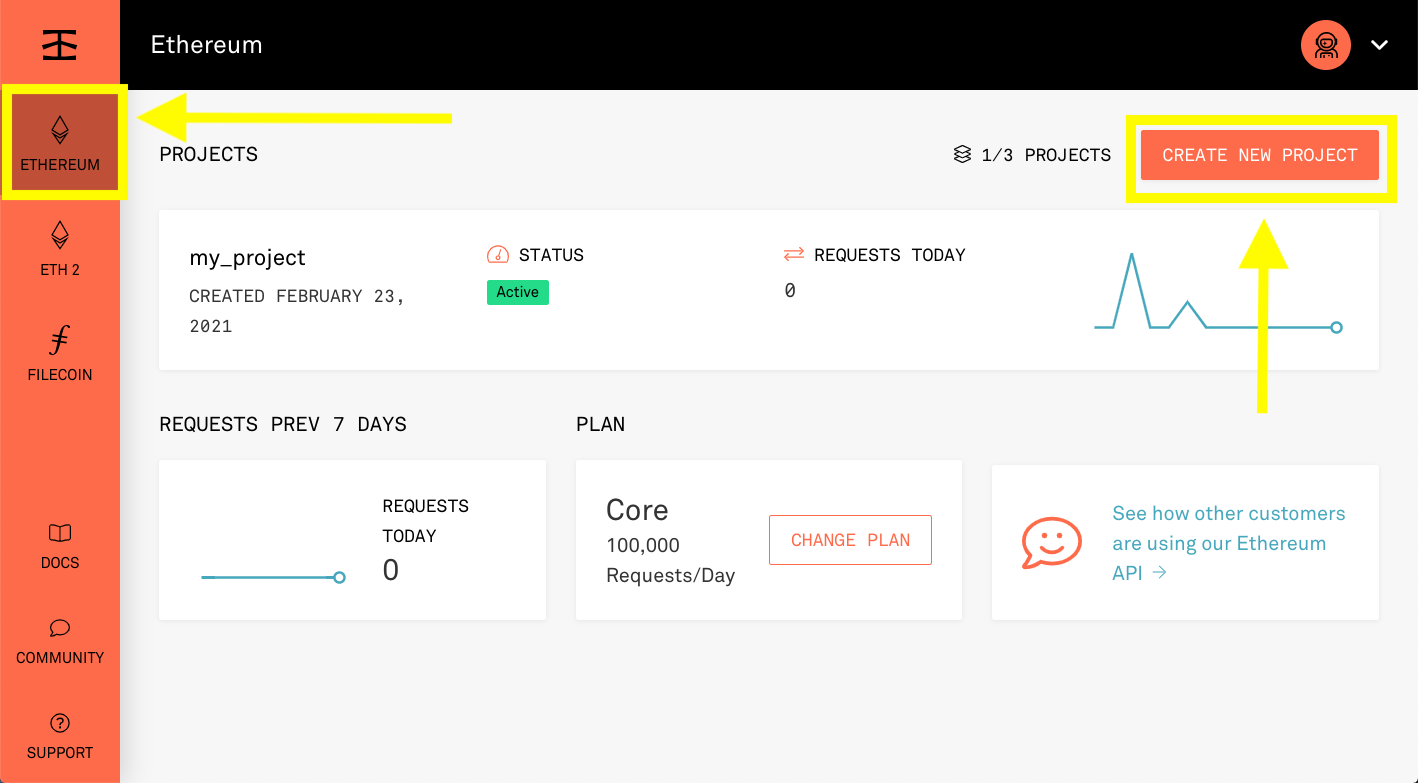 Ethereum
ETHEREUM
ETH 2
FILECOIN
DOCS
COMMUNITY
SUPPORT
PROJECTS
1/3 PROJECTS
CREATE NEW PROJECT
my_project
CREATED FEBRUARY 23,
2021
STATUS
Active
REQUESTS TODAY
0
REQUESTS PREV 7 DAYS
REQUESTS
TODAY
0
PLAN
Core
100,000
Requests/Day
CHANGE PLAN
See how other customers
are using our Ethereum
API →